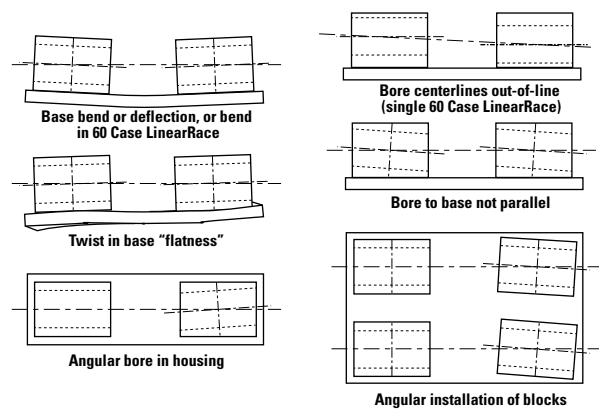 Base bend or deflection, or bend
in 60 Case LinearRace
Twist in base “flatness”
Angular bore in housing
Bore centerlines out-of-line
(single 60 Case LinearRace)
Bore to base not parallel
Angular installation of blocks